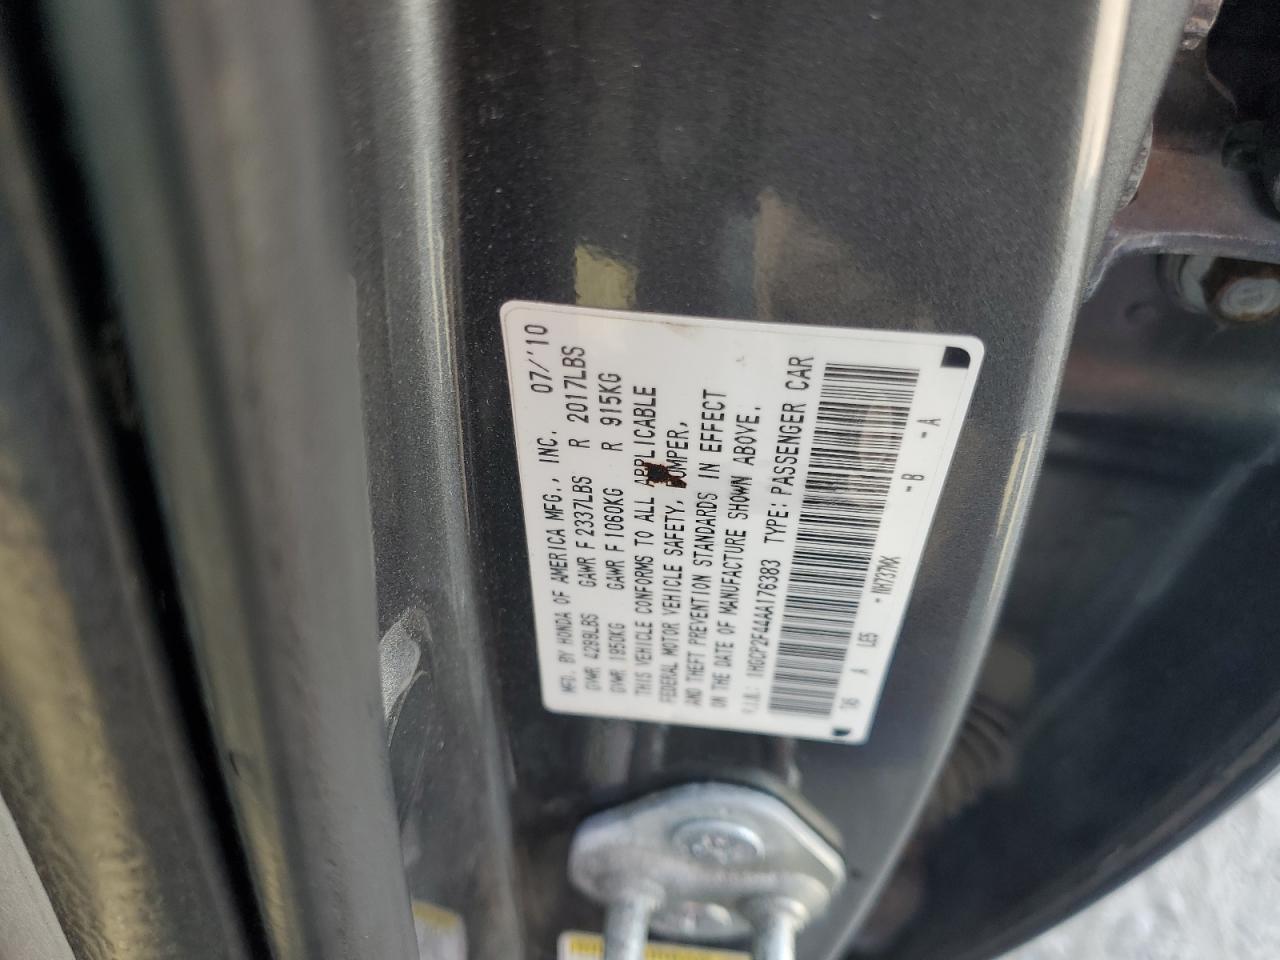 MFD. BY HONDA OF AMERICA MFG., INC. 07/'10
GVWR 4299LBS GAWR F 2337LBS R 2017LBS
GVWR 1950KG GAWR F 1060KG R 915KG
THIS VEHICLE CONFORMS TO ALL APPLICABLE
FEDERAL MOTOR VEHICLE SAFETY, BUMPER,
AND THEFT PREVENTION STANDARDS IN EFFECT
ON THE DATE OF MANUFACTURE SHOWN ABOVE.
V.I.N.: 1HGCP2F44AA176383 TYPE: PASSENGER CAR
A LE5 - NH737MX - B - A